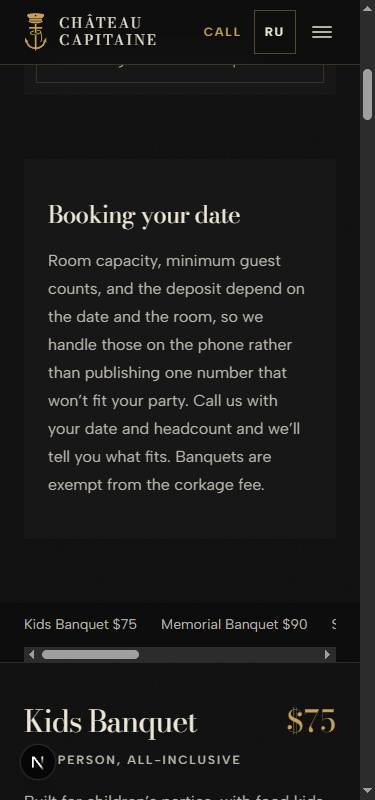 CHÂTEAU
CAPITAINE
CALL
RU
Booking your date
Room capacity, minimum guest
counts, and the deposit depend on
the date and the room, so we
handle those on the phone rather
than publishing one number that
won't fit your party. Call us with
your date and headcount and we'll
tell you what fits. Banquets are
exempt from the corkage fee.
Kids Banquet $75
Memorial Banquet $90
Kids Banquet
$75
N
PERSON, ALL-INCLUSIVE